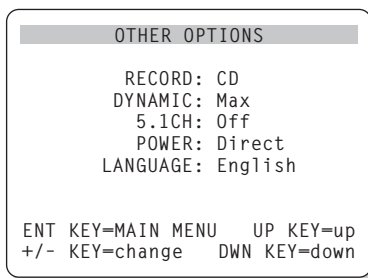 OTHER OPTIONS
RECORD: CD
DYNAMIC: Max
5.1CH: Off
POWER: Direct
LANGUAGE: English
ENT KEY=MAIN MENU UP KEY=up
+/- KEY=change DWN KEY=down